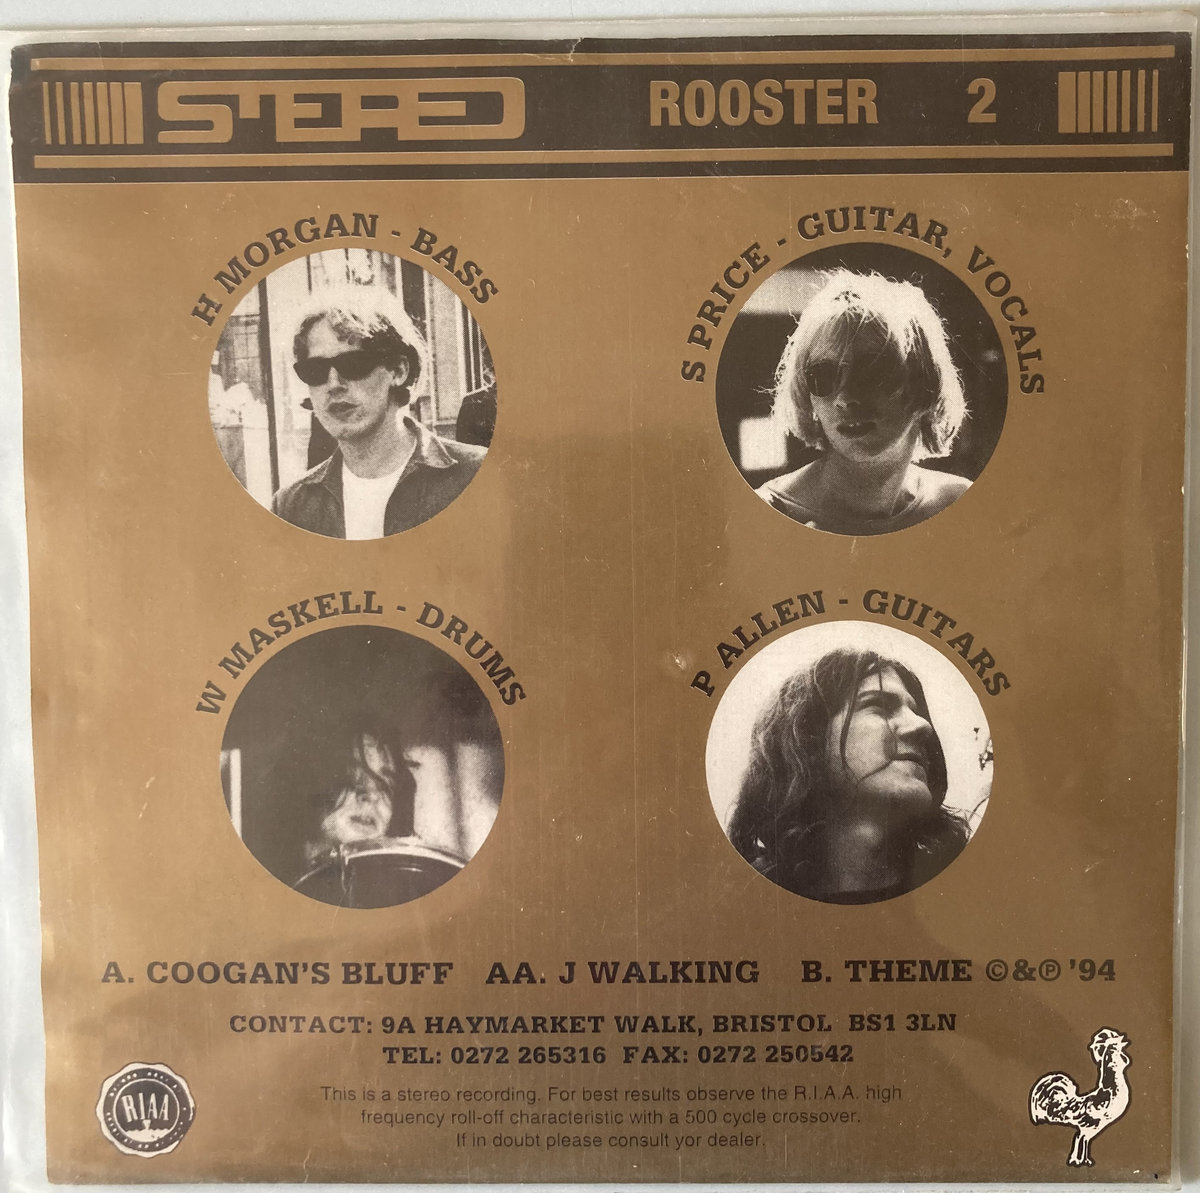 STEREO ROOSTER 2
H MORGAN - BASS
S PRICE - GUITAR, VOCALS
W MASKELL - DRUMS
P ALLEN - GUITARS
A. COOGAN'S BLUFF AA. J WALKING B. THEME ©&℗ '94
CONTACT: 9A HAYMARKET WALK, BRISTOL BS1 3LN
TEL: 0272 265316 FAX: 0272 250542
This is a stereo recording. For best results observe the R.I.A.A. high
frequency roll-off characteristic with a 500 cycle crossover.
If in doubt please consult yor dealer.
RIAA